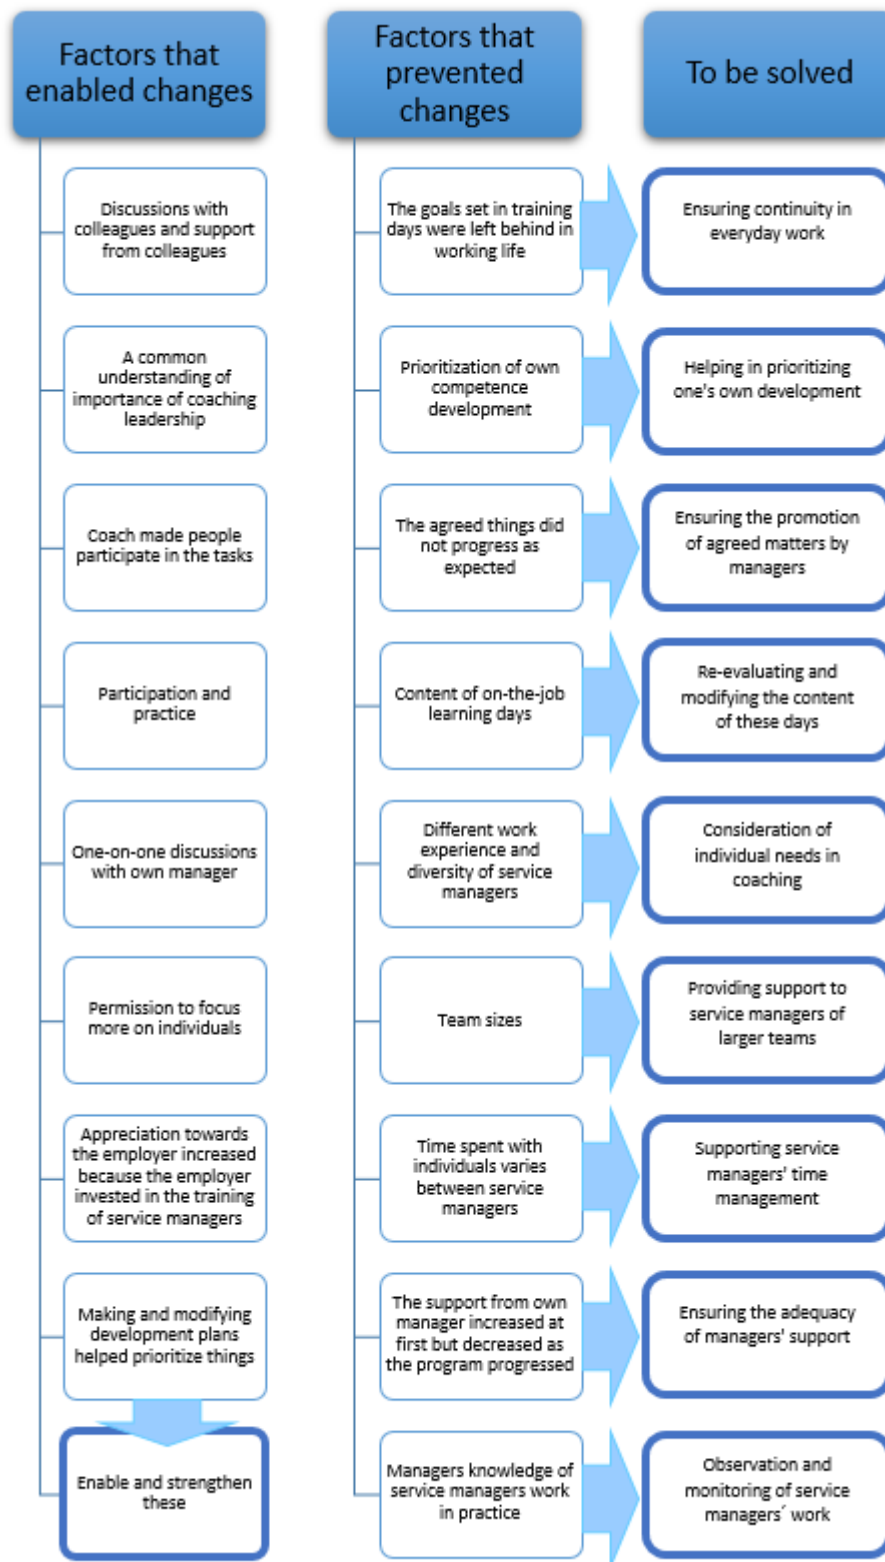 Factors that
enabled changes
Discussions with
colleagues and support
from colleagues
A common
understanding of
importance of coaching
leadership
Coach made people
participate in the tasks
Participation and
practice
One-on-one discussions
with own manager
Permission to focus
more on individuals
Appreciation towards
the employer increased
because the employer
invested in the training
of service managers
Making and modifying
development plans
helped prioritize things
Enable and strengthen
these
Factors that
prevented
changes
The goals set in training
days were left behind in
working life
Prioritization of own
competence
development
The agreed things did
not progress as
expected
Content of on-the-job
learning days
Different work
experience and
diversity of service
managers
Team sizes
Time spent with
individuals varies
between service
managers
The support from own
manager increased at
first but decreased as
the program progressed
Managers knowledge of
service managers work
in practice
To be solved
Ensuring continuity in
everyday work
Helping in prioritizing
one's own development
Ensuring the promotion
of agreed matters by
managers
Re-evaluating and
modifying the content
of these days
Consideration of
individual needs in
coaching
Providing support to
service managers of
larger teams
Supporting service
managers' time
management
Ensuring the adequacy
of managers' support
Observation and
monitoring of service
managers´ work